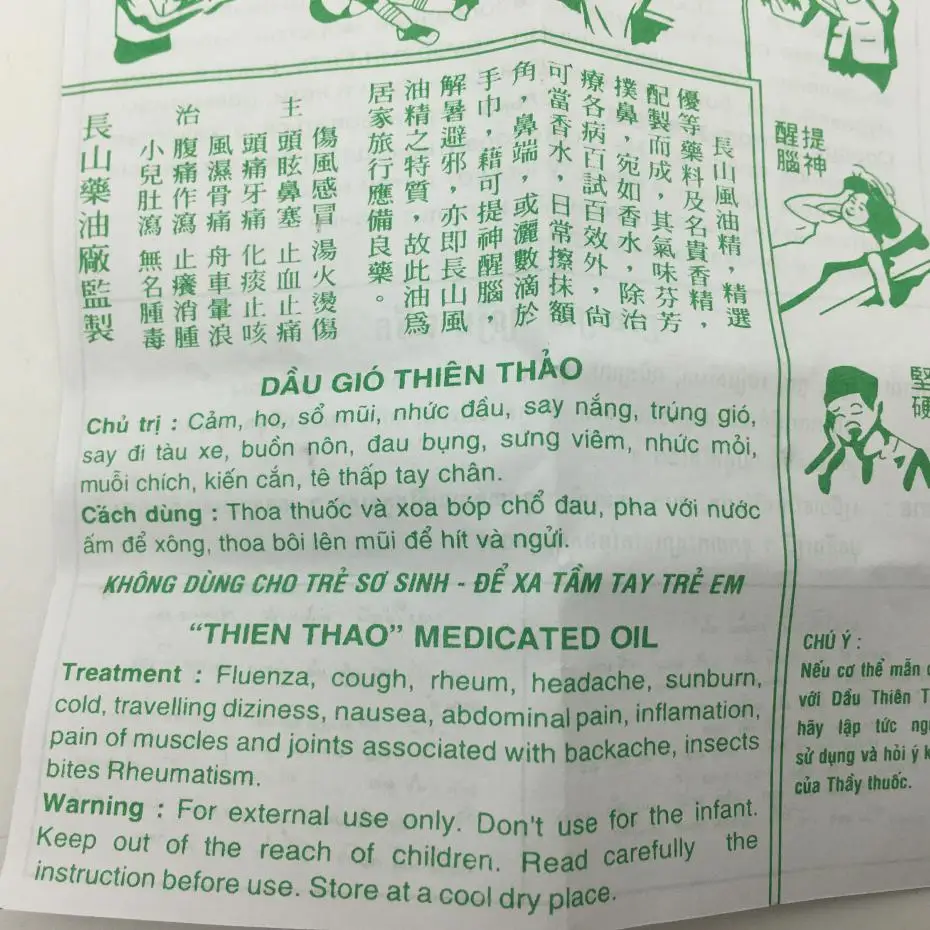 長山風油精,精選
優等藥料及名貴香精,
配製而成,其氣味芬芳
撲鼻,宛如香水,除治
療各病百試百效外,尚
可當香水,日常擦抹額
角,鼻端,或灑數滴於
手巾,藉可提神醒腦,
解暑避邪,亦即長山風
油精之特質,故此油爲
居家旅行應備良藥。
主治
傷風感冒 湯火燙傷
頭眩鼻塞 止血止痛
頭痛牙痛 化痰止咳
風濕骨痛 舟車暈浪
腹痛作瀉 止癢消腫
小兒肚瀉 無名腫毒
長山藥油廠監製
DẦU GIÓ THIÊN THẢO
Chủ trị : Cảm, ho, sổ mũi, nhức đầu, say nắng, trúng gió,
say đi tàu xe, buồn nôn, đau bụng, sưng viêm, nhức mỏi,
muỗi chích, kiến cắn, tê thấp tay chân.
Cách dùng : Thoa thuốc và xoa bóp chổ đau, pha với nước
ấm để xông, thoa bôi lên mũi để hít và ngửi.
KHÔNG DÙNG CHO TRẺ SƠ SINH - ĐỂ XA TẦM TAY TRẺ EM
“THIEN THAO” MEDICATED OIL
Treatment : Fluenza, cough, rheum, headache, sunburn,
cold, travelling diziness, nausea, abdominal pain, inflamation,
pain of muscles and joints associated with backache, insects
bites Rheumatism.
Warning : For external use only. Don't use for the infant.
Keep out of the reach of children. Read carefully the
instruction before use. Store at a cool dry place.
提神
醒腦
堅
硬
CHÚ Ý :
Nếu cơ thể mẫn
với Dầu Thiên
hãy lập tức
sử dụng và hỏi ý
của Thầy thuốc.